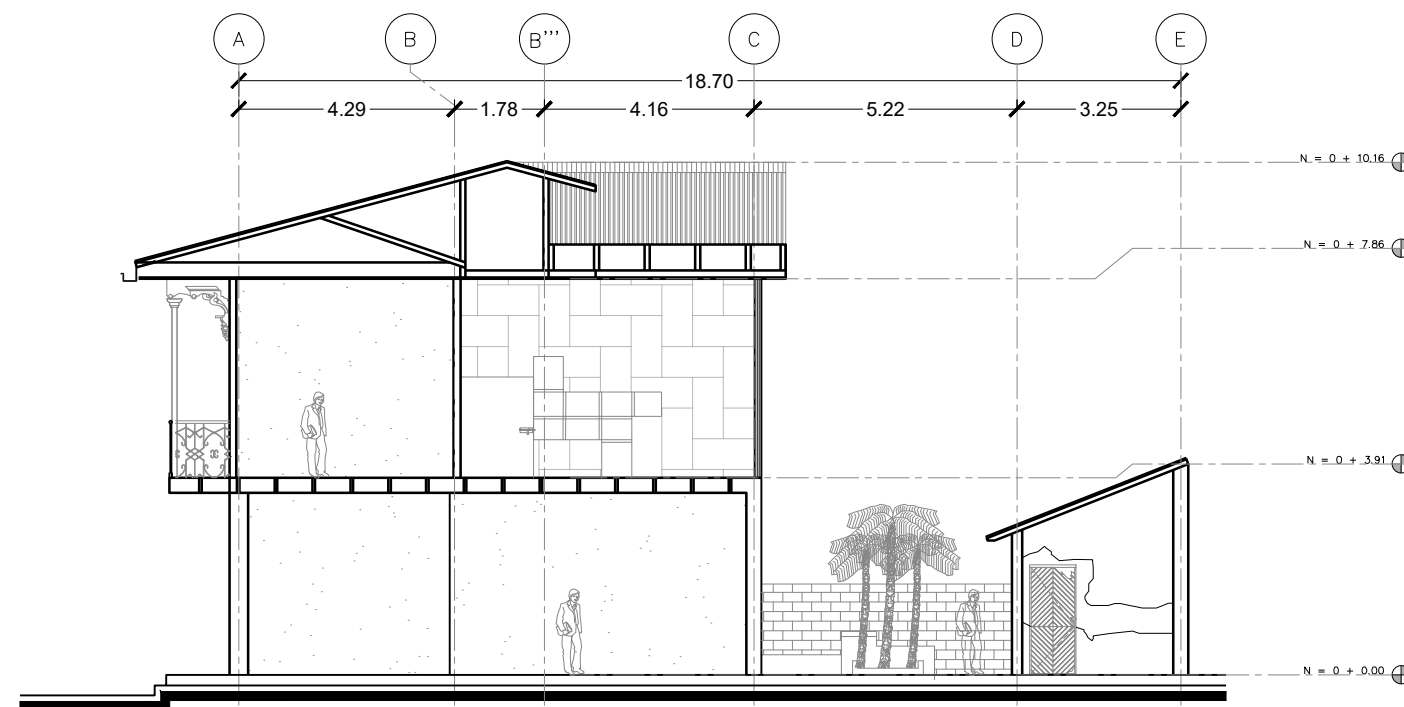 A B B''' C D E
18.70
4.29 1.78 4.16 5.22 3.25
N = 0 + 10.16
N = 0 + 7.86
N = 0 + 3.91
N = 0 + 0.00